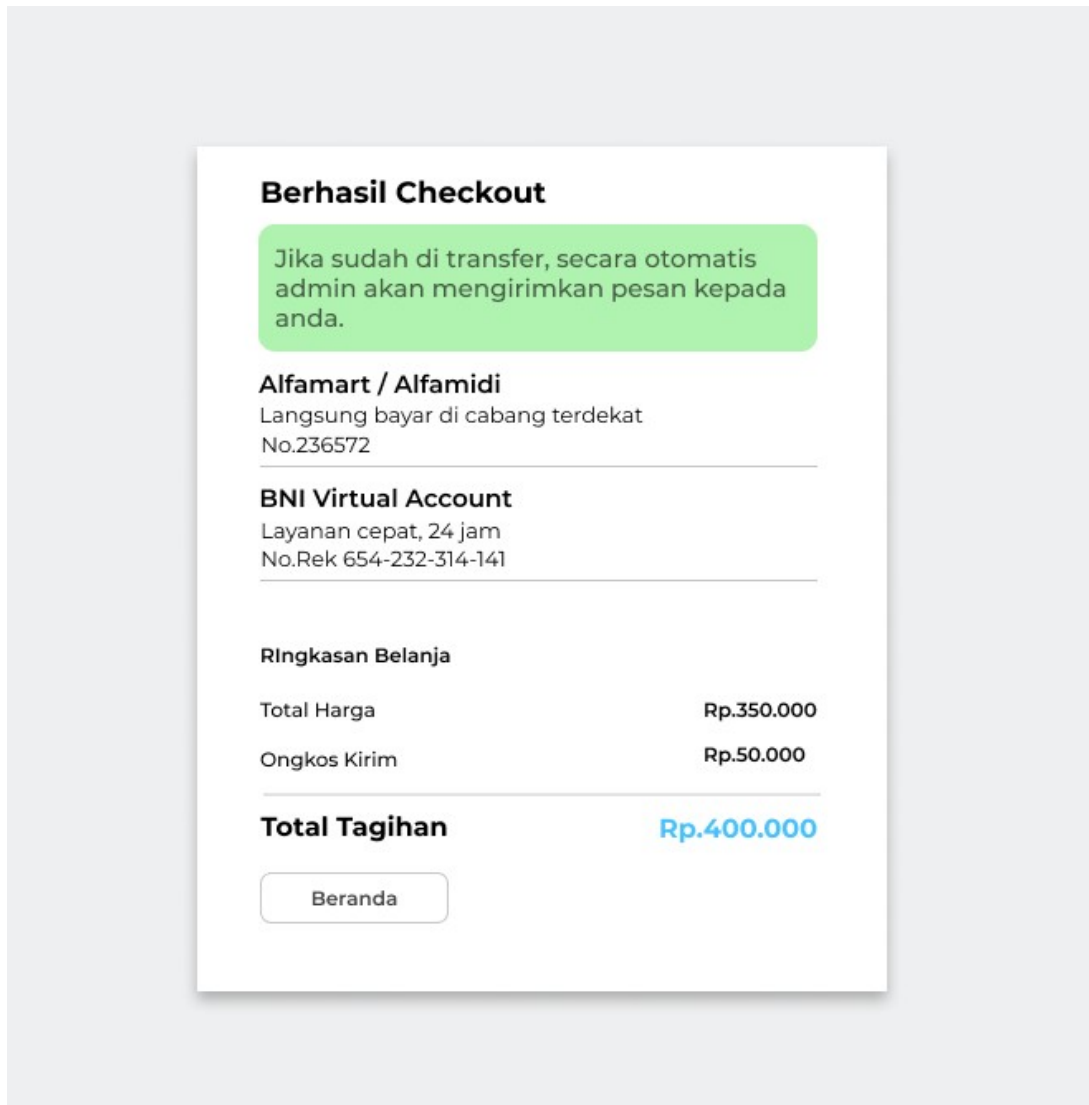 Berhasil Checkout
Jika sudah di transfer, secara otomatis
admin akan mengirimkan pesan kepada
anda.
Alfamart / Alfamidi
Langsung bayar di cabang terdekat
No.236572
BNI Virtual Account
Layanan cepat, 24 jam
No.Rek 654-232-314-141
RIngkasan Belanja
Total Harga Rp.350.000
Ongkos Kirim Rp.50.000
Total Tagihan Rp.400.000
Beranda